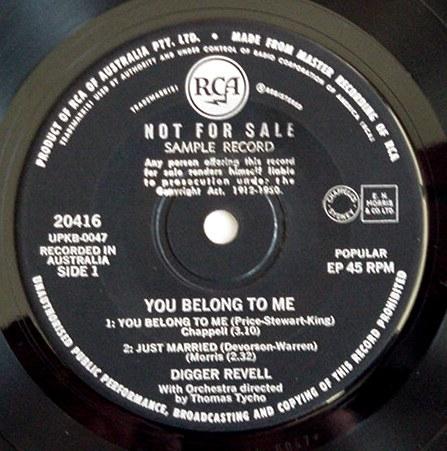 PRODUCT OF RCA OF AUSTRALIA PTY. LTD. • MADE FROM MASTER RECORDING OF RCA
TRADEMARKS USED BY AUTHORITY AND UNDER CONTROL OF RADIO CORPORATION OF AMERICA (RCA)
RCA
TRADEMARK(S) ® REGISTERED
NOT FOR SALE
SAMPLE RECORD
Any person offering this record
for sale renders himself liable
to prosecution under the
Copyright Act. 1912-1950.
20416
UPKB-0047
RECORDED IN
AUSTRALIA
SIDE 1
CHAPPELL
SYDNEY
E. H.
MORRIS
& CO LTD.
POPULAR
EP 45 RPM
YOU BELONG TO ME
1: YOU BELONG TO ME (Price-Stewart-King)
Chappell (3.10)
2: JUST MARRIED (Devorson-Warren)
(Morris (2.32)
DIGGER REVELL
With Orchestra directed
by Thomas Tycho
UNAUTHORISED PUBLIC PERFORMANCE, BROADCASTING AND COPYING OF THIS RECORD PROHIBITED